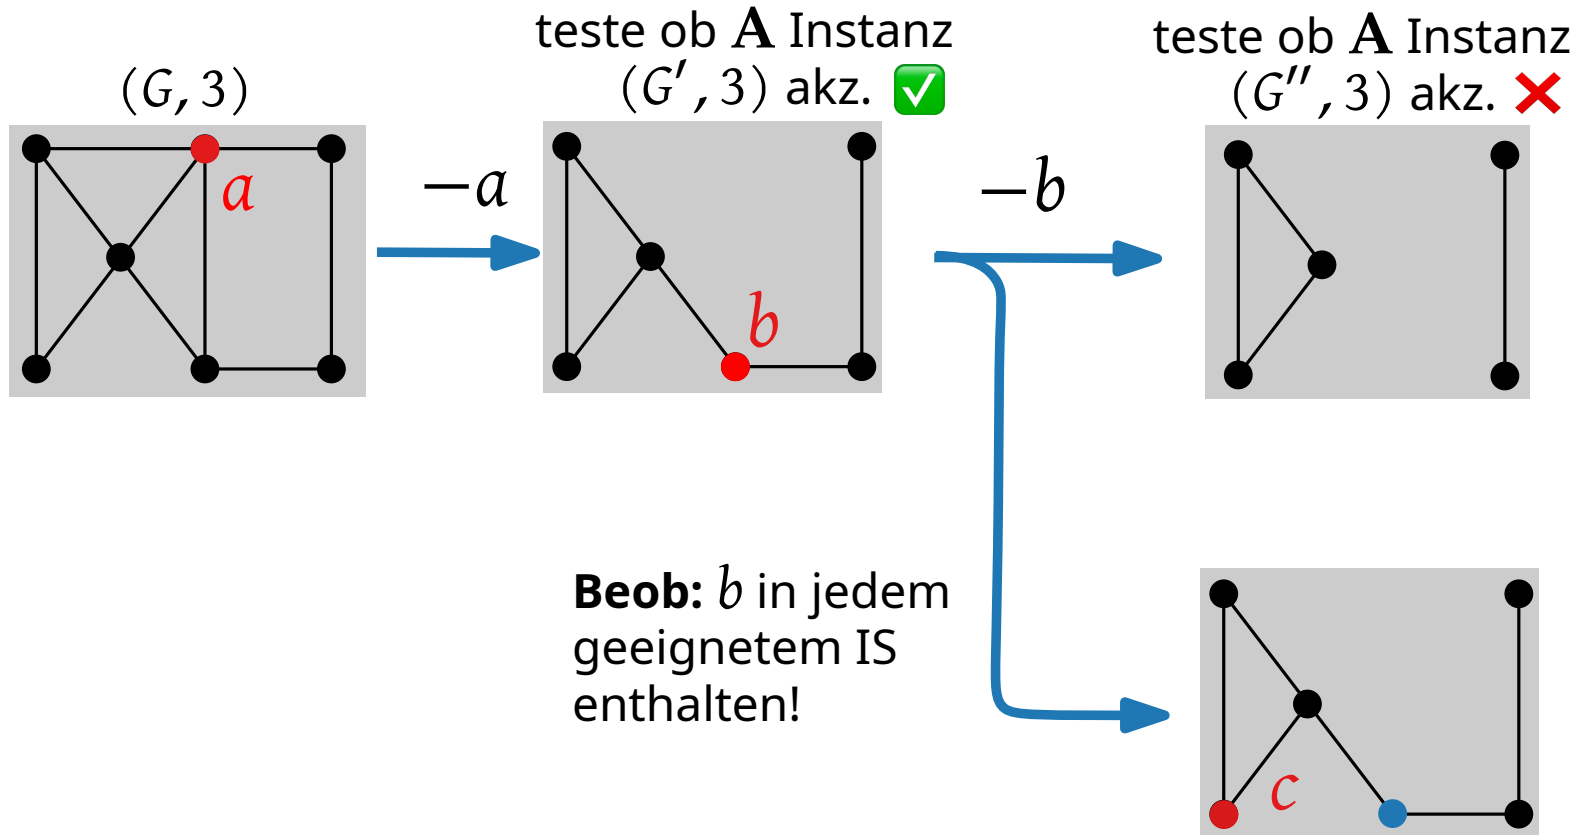 (G, 3)
teste ob A Instanz
(G′, 3) akz. ✅
teste ob A Instanz
(G″, 3) akz. ❌
a
−a
b
−b
Beob: b in jedem
geeignetem IS
enthalten!
c